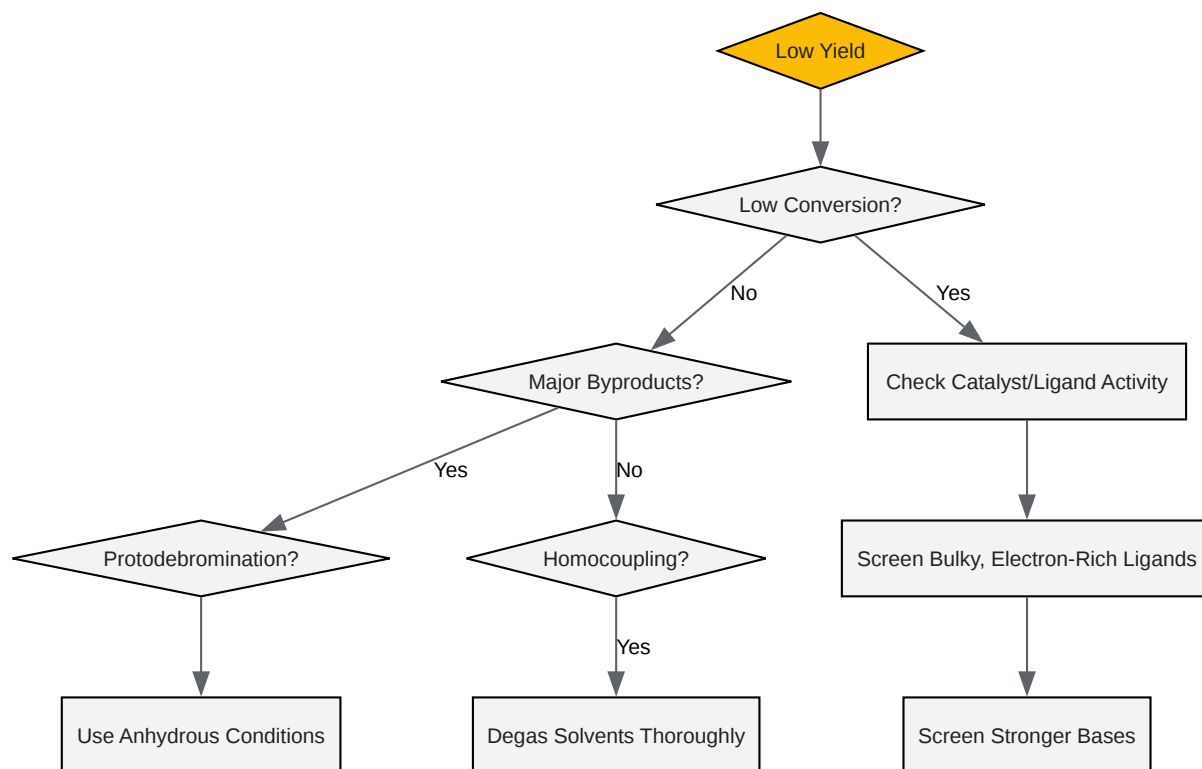 Low Yield
Low Conversion?
No
Yes
Major Byproducts?
Check Catalyst/Ligand Activity
Yes
No
Protodebromination?
Homocoupling?
Screen Bulky, Electron-Rich Ligands
Yes
Use Anhydrous Conditions
Degas Solvents Thoroughly
Screen Stronger Bases